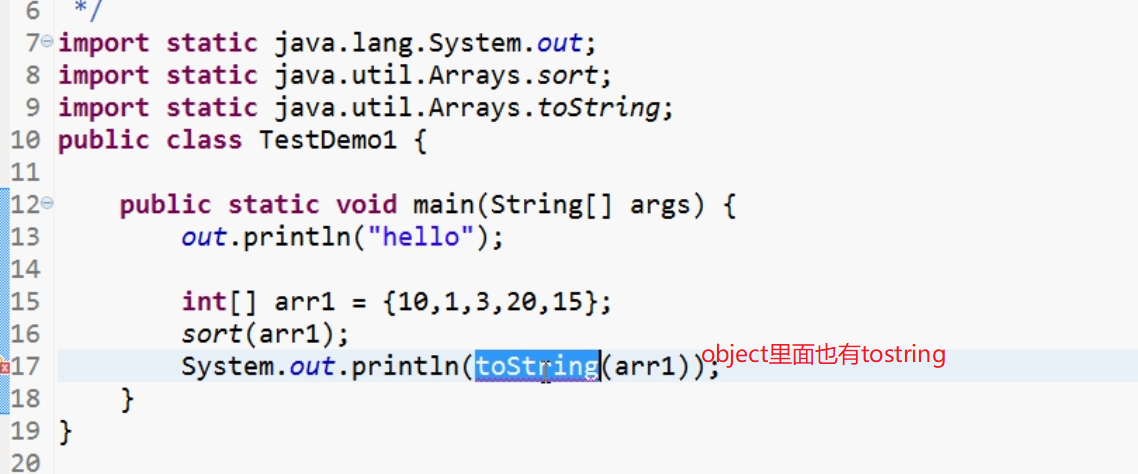 6 */
7 import static java.lang.System.out;
8 import static java.util.Arrays.sort;
9 import static java.util.Arrays.toString;
10 public class TestDemo1 {
11
12 public static void main(String[] args) {
13 out.println("hello");
14
15 int[] arr1 = {10,1,3,20,15};
16 sort(arr1);
17 System.out.println(toString(arr1)); object里面也有tostring
18 }
19 }
20